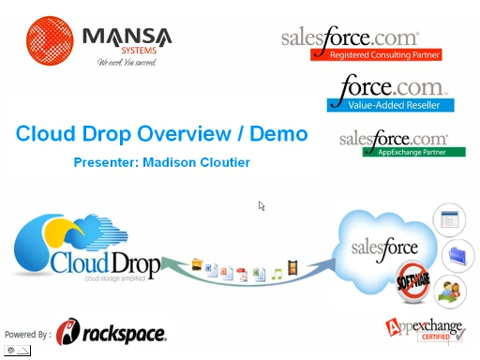 MANSA
SYSTEMS
We excel. You succeed.
salesforce.com
Registered Consulting Partner
force.com
Value-Added Reseller
salesforce.com
AppExchange Partner
Cloud Drop Overview / Demo
Presenter: Madison Cloutier
CloudDrop
cloud storage simplified
salesforce
SOFTWARE
Powered By :
rackspace
Appexchange
CERTIFIED